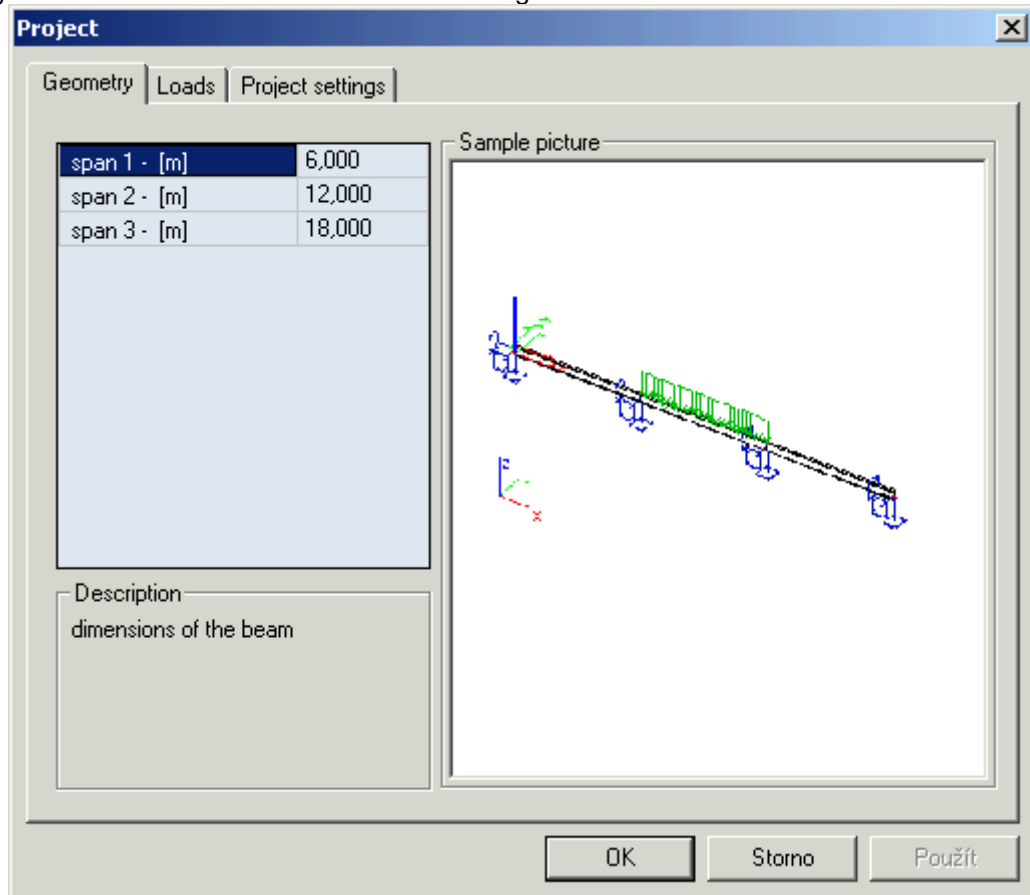 Project
Geometry Loads Project settings
span 1 - [m] 6,000
span 2 - [m] 12,000
span 3 - [m] 18,000
Sample picture
z
x
Description
dimensions of the beam
OK Storno Použít